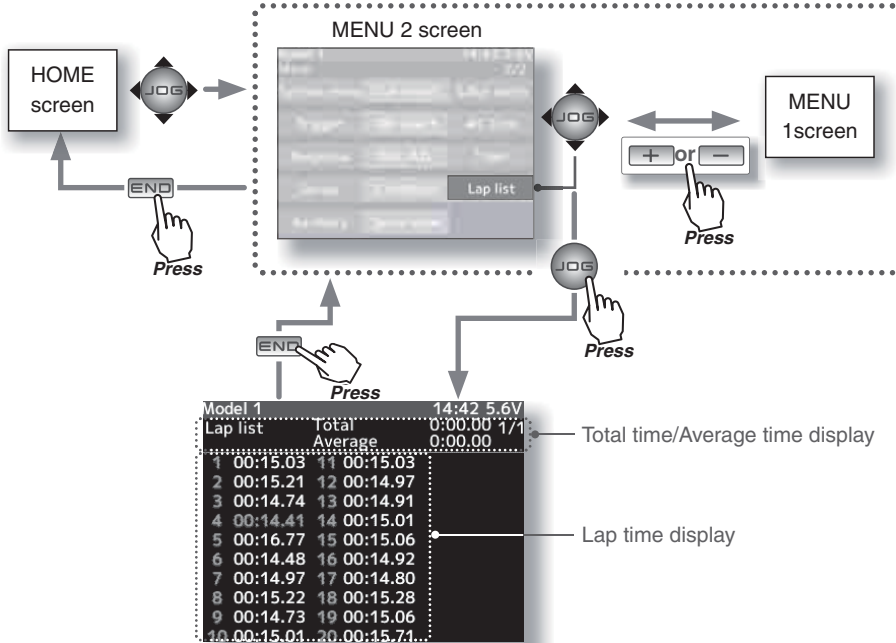 MENU 2 screen
HOME
screen
JOG
Lap list
JOG
+ or −
Press
MENU
1screen
END
Press
JOG
Press
END
Press
Model 1 14:42 5.6V
Lap list Total 0:00.00 1/1
Average 0:00.00
1 00:15.03 11 00:15.03
2 00:15.21 12 00:14.97
3 00:14.74 13 00:14.91
4 00:14.41 14 00:15.01
5 00:16.77 15 00:15.06
6 00:14.48 16 00:14.92
7 00:14.97 17 00:14.80
8 00:15.22 18 00:15.28
9 00:14.73 19 00:15.06
10 00:15.01 20 00:15.71
Total time/Average time display
Lap time display